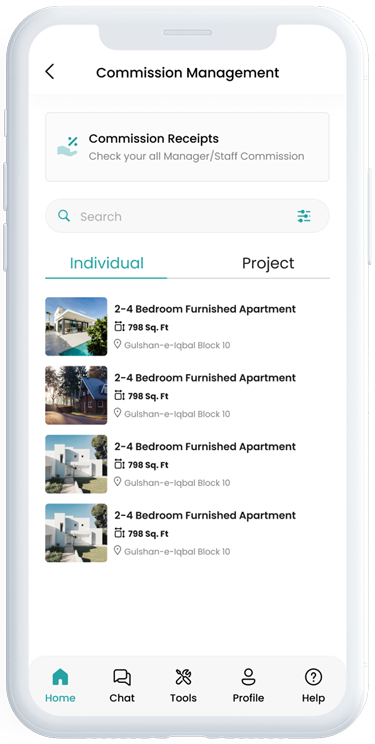 Commission Management
Commission Receipts
Check your all Manager/Staff Commission
Search
Individual
Project
2-4 Bedroom Furnished Apartment
798 Sq. Ft
Gulshan-e-Iqbal Block 10
2-4 Bedroom Furnished Apartment
798 Sq. Ft
Gulshan-e-Iqbal Block 10
2-4 Bedroom Furnished Apartment
798 Sq. Ft
Gulshan-e-Iqbal Block 10
2-4 Bedroom Furnished Apartment
798 Sq. Ft
Gulshan-e-Iqbal Block 10
Home
Chat
Tools
Profile
Help